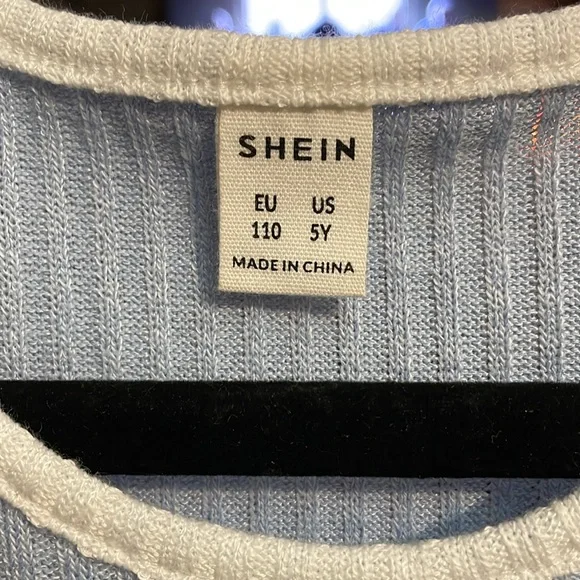 SHEIN
EU US
110 5Y
MADE IN CHINA